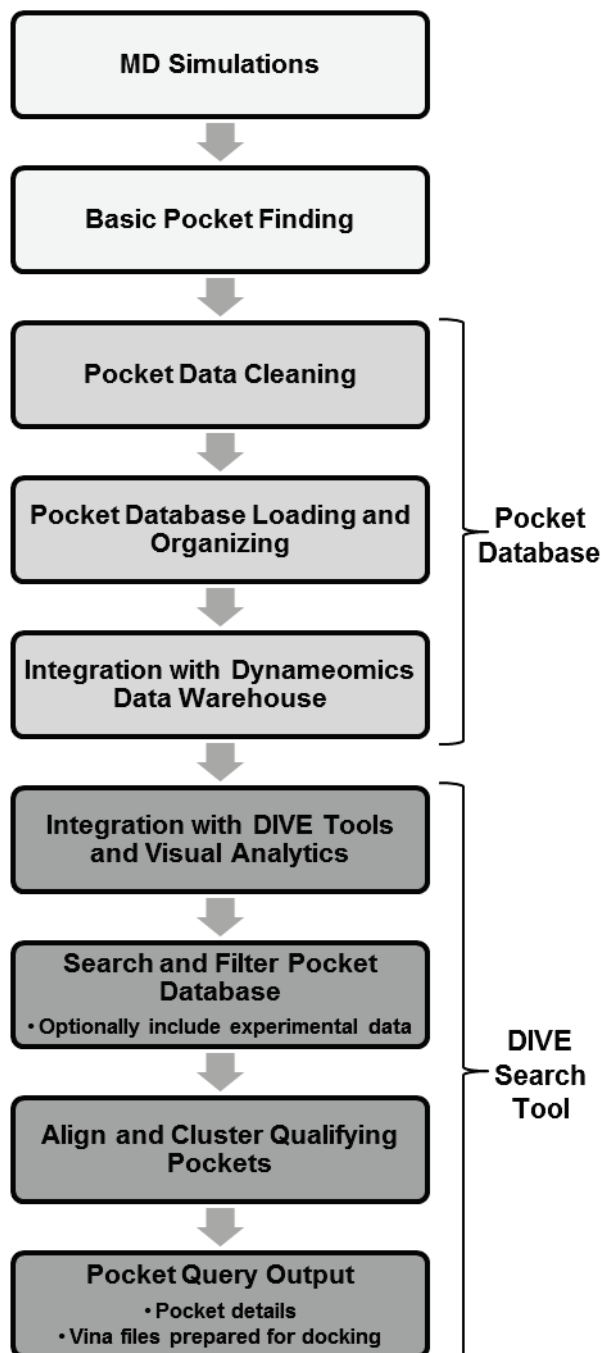 MD Simulations
Basic Pocket Finding
Pocket Data Cleaning
Pocket Database Loading and
Organizing
Integration with Dynameomics
Data Warehouse
Pocket
Database
Integration with DIVE Tools
and Visual Analytics
Search and Filter Pocket
Database
• Optionally include experimental data
Align and Cluster Qualifying
Pockets
Pocket Query Output
• Pocket details
• Vina files prepared for docking
DIVE
Search
Tool